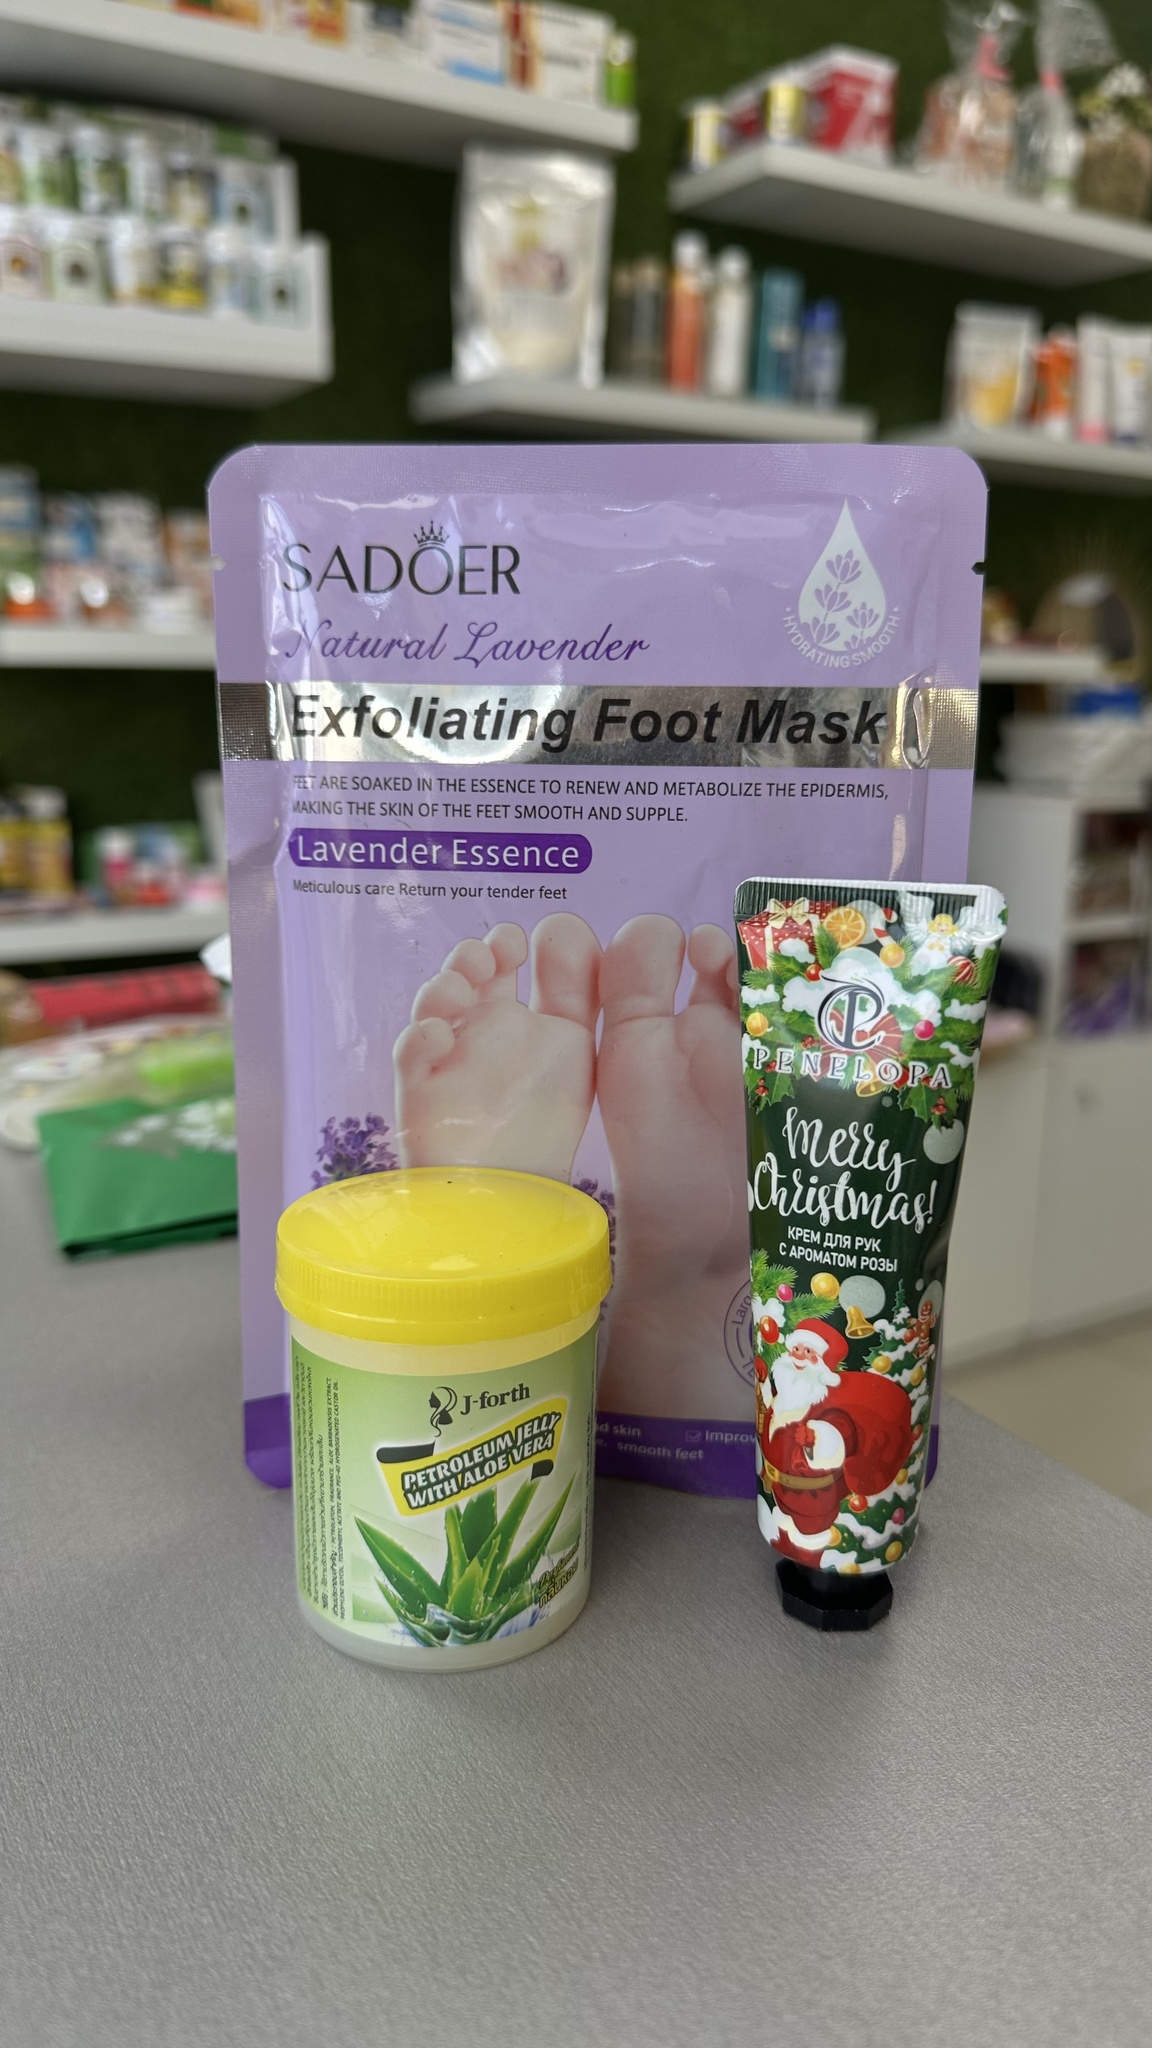 SADOER
Natural Lavender
HYDRATING SMOOTH
Exfoliating Foot Mask
FEET ARE SOAKED IN THE ESSENCE TO RENEW AND METABOLIZE THE EPIDERMIS,
MAKING THE SKIN OF THE FEET SMOOTH AND SUPPLE.
Lavender Essence
Meticulous care Return your tender feet
skin
smooth feet
PENELOPA
Merry
Christmas!
КРЕМ ДЛЯ РУК
С АРОМАТОМ РОЗЫ
J-forth
PETROLEUM JELLY
WITH ALOE VERA